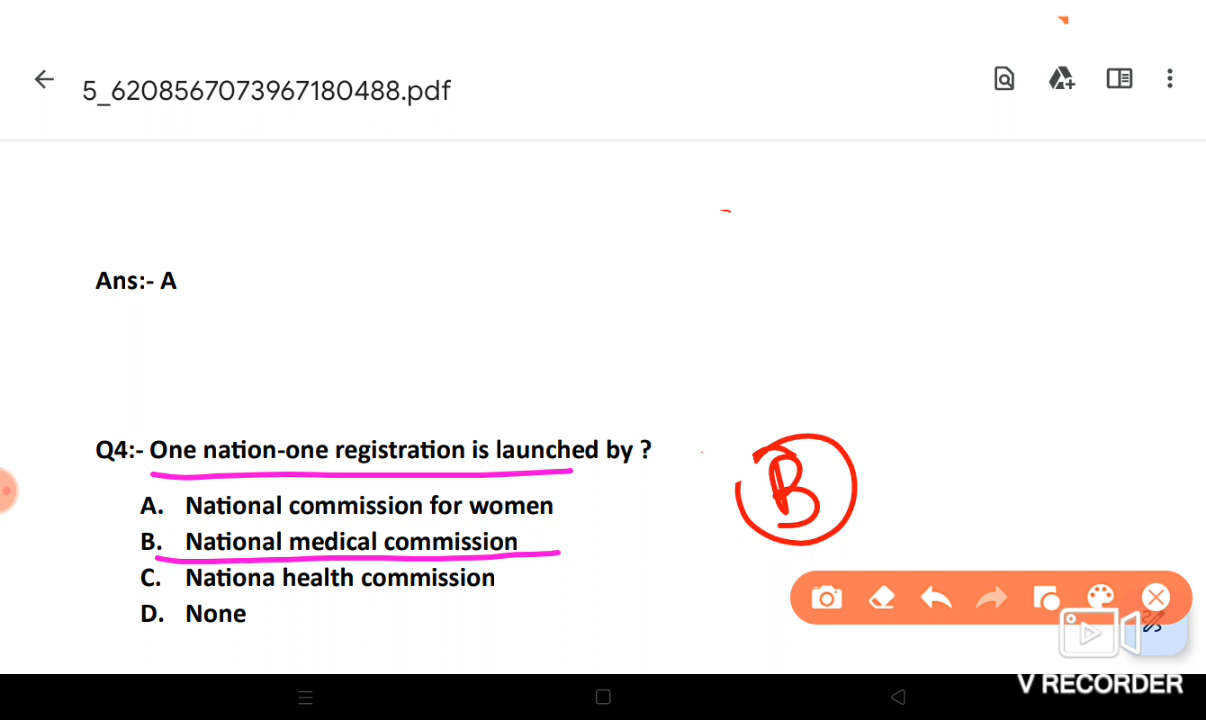 5_6208567073967180488.pdf
Ans:- A
Q4:- One nation-one registration is launched by ?
B
A. National commission for women
B. National medical commission
C. Nationa health commission
D. None
V RECORDER